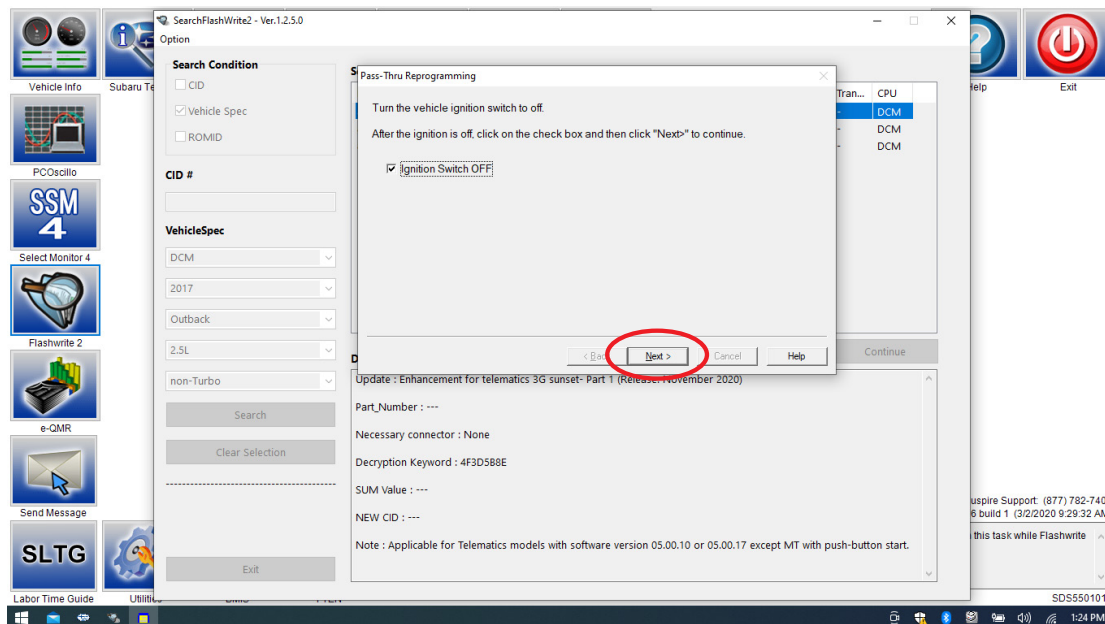 SearchFlashWrite2 - Ver.1.2.5.0
Option
Search Condition
CID
Vehicle Spec
ROMID
CID #
VehicleSpec
DCM
2017
Outback
2.5L
non-Turbo
Search
Clear Selection
Exit
Pass-Thru Reprogramming
Turn the vehicle ignition switch to off.
After the ignition is off, click on the check box and then click "Next>" to continue.
Ignition Switch OFF
Next >
Cancel
Help
Tran... CPU
- DCM
- DCM
- DCM
Continue
Update : Enhancement for telematics 3G sunset- Part 1 (Release: November 2020)
Part_Number : ---
Necessary connector : None
Decryption Keyword : 4F3D5B8E
SUM Value : ---
NEW CID : ---
Note : Applicable for Telematics models with software version 05.00.10 or 05.00.17 except MT with push-button start.
Vehicle Info
Subaru
PCOscillo
SSM
4
Select Monitor 4
Flashwrite 2
e-QMR
Send Message
SLTG
Labor Time Guide
Exit
Support: (877) 782-740
6 build 1 (3/2/2020 9:29:32 AM
this task while Flashwrite
SDS550101
1:24 PM